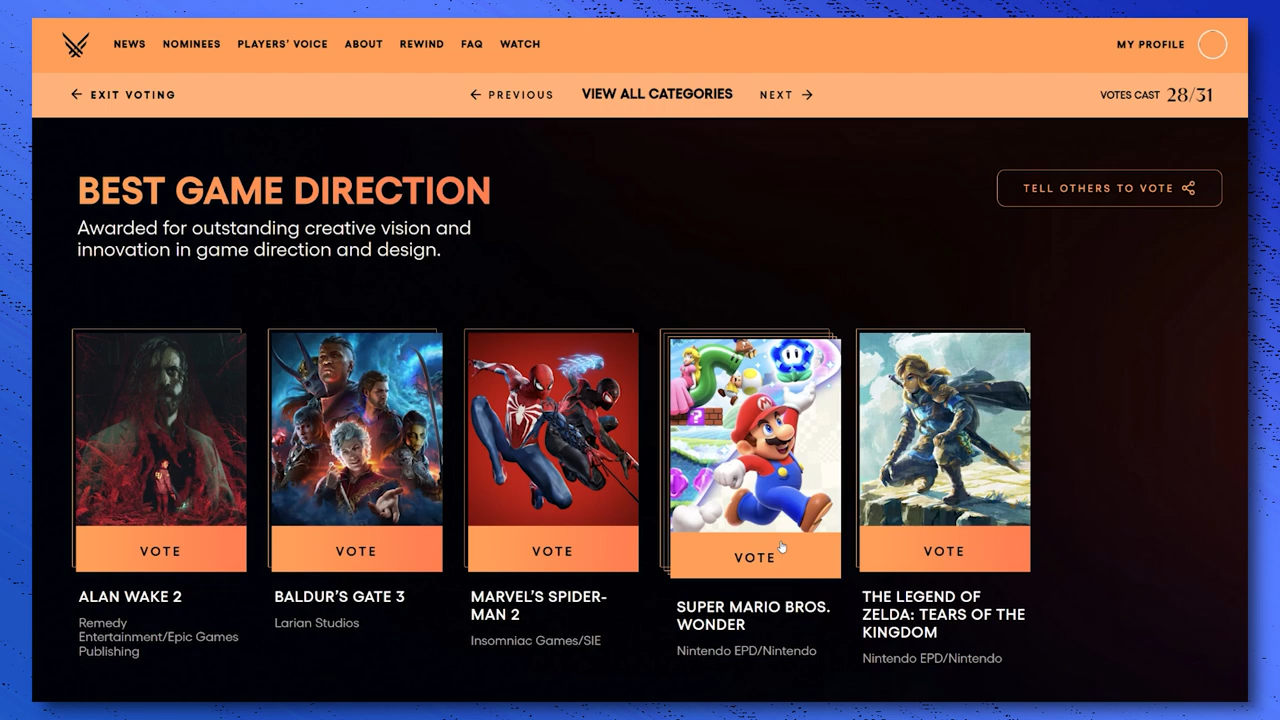 NEWS NOMINEES PLAYERS’ VOICE ABOUT REWIND FAQ WATCH MY PROFILE
← EXIT VOTING ← PREVIOUS VIEW ALL CATEGORIES NEXT → VOTES CAST 28/31
BEST GAME DIRECTION
TELL OTHERS TO VOTE
Awarded for outstanding creative vision and
innovation in game direction and design.
VOTE
ALAN WAKE 2
Remedy
Entertainment/Epic Games
Publishing
VOTE
BALDUR’S GATE 3
Larian Studios
VOTE
MARVEL’S SPIDER-
MAN 2
Insomniac Games/SIE
?
VOTE
SUPER MARIO BROS.
WONDER
Nintendo EPD/Nintendo
VOTE
THE LEGEND OF
ZELDA: TEARS OF THE
KINGDOM
Nintendo EPD/Nintendo